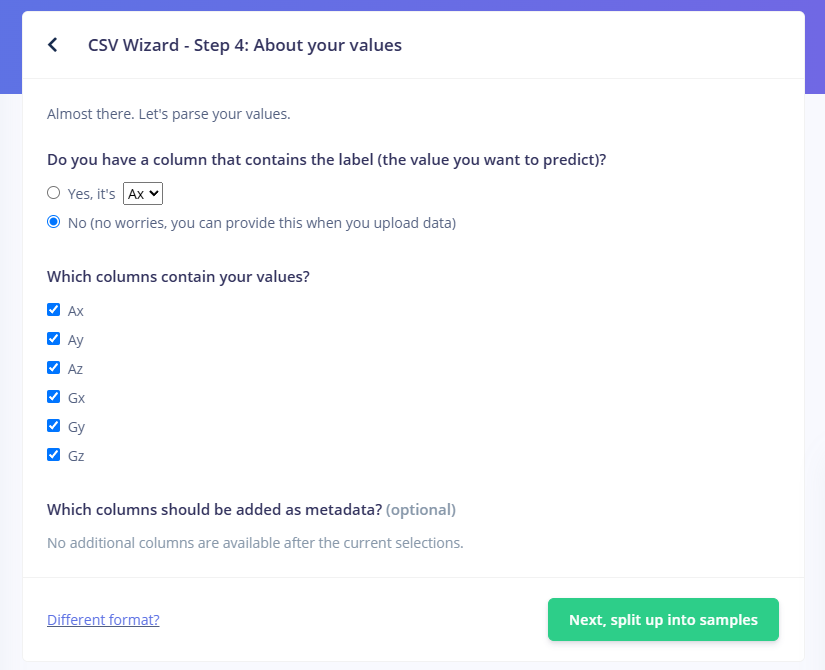 CSV Wizard - Step 4: About your values
Almost there. Let's parse your values.
Do you have a column that contains the label (the value you want to predict)?
Yes, it's Ax
No (no worries, you can provide this when you upload data)
Which columns contain your values?
Ax
Ay
Az
Gx
Gy
Gz
Which columns should be added as metadata? (optional)
No additional columns are available after the current selections.
Different format? Next, split up into samples